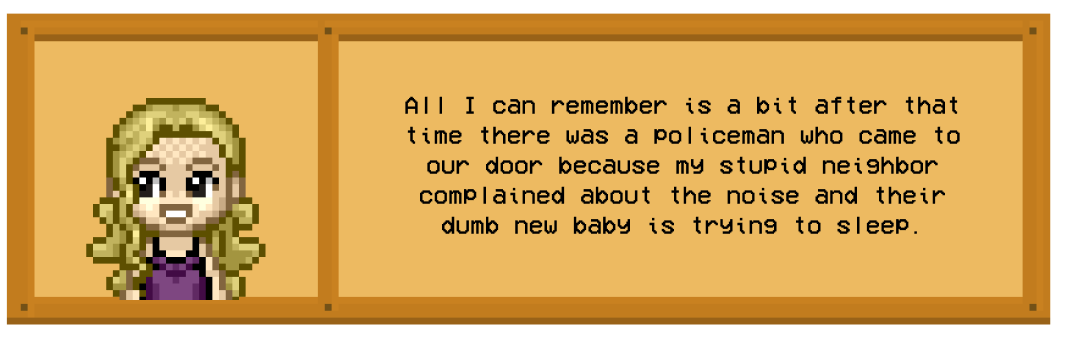 All I can remember is a bit after that
time there was a policeman who came to
our door because my stupid neighbor
complained about the noise and their
dumb new baby is trying to sleep.